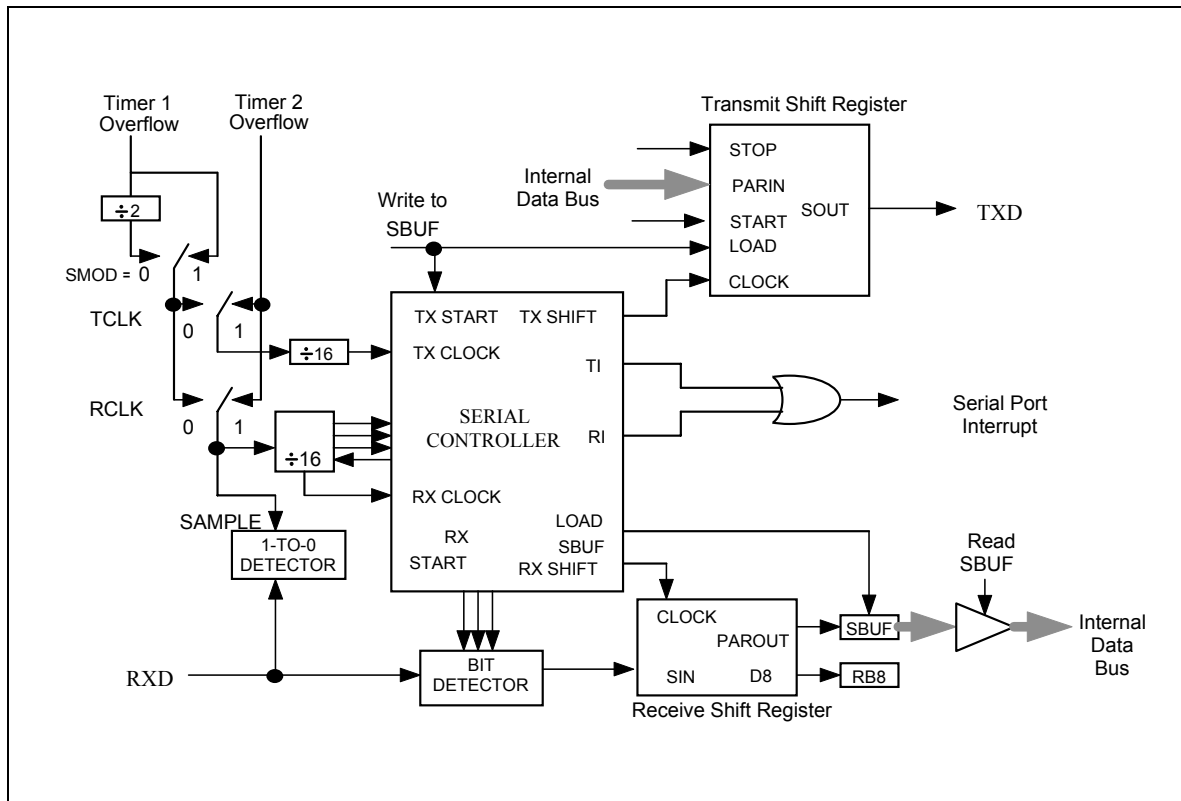 Timer 1
Overflow
Timer 2
Overflow
÷2
SMOD = 0
1
TCLK
0
1
÷16
RCLK
0
1
÷16
SAMPLE
1-TO-0
DETECTOR
RXD
Write to
SBUF
TX START
TX SHIFT
TX CLOCK
TI
SERIAL
CONTROLLER
RI
RX CLOCK
LOAD
SBUF
RX
START
RX SHIFT
BIT
DETECTOR
Transmit Shift Register
Internal
Data Bus
STOP
PARIN
START
SOUT
LOAD
CLOCK
TXD
Serial Port
Interrupt
CLOCK
PAROUT
SIN
D8
Receive Shift Register
SBUF
RB8
Read
SBUF
Internal
Data
Bus